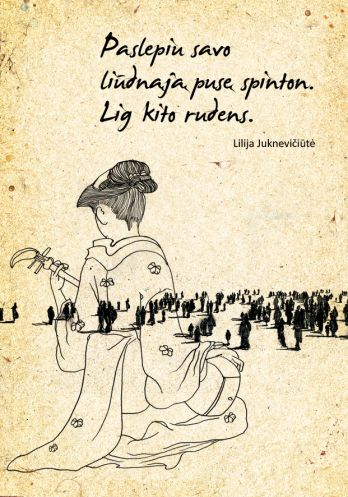 Paslepiu savo
liūdnąją pusę spinton.
Lig kito rudens.
Lilija Juknevičiūtė